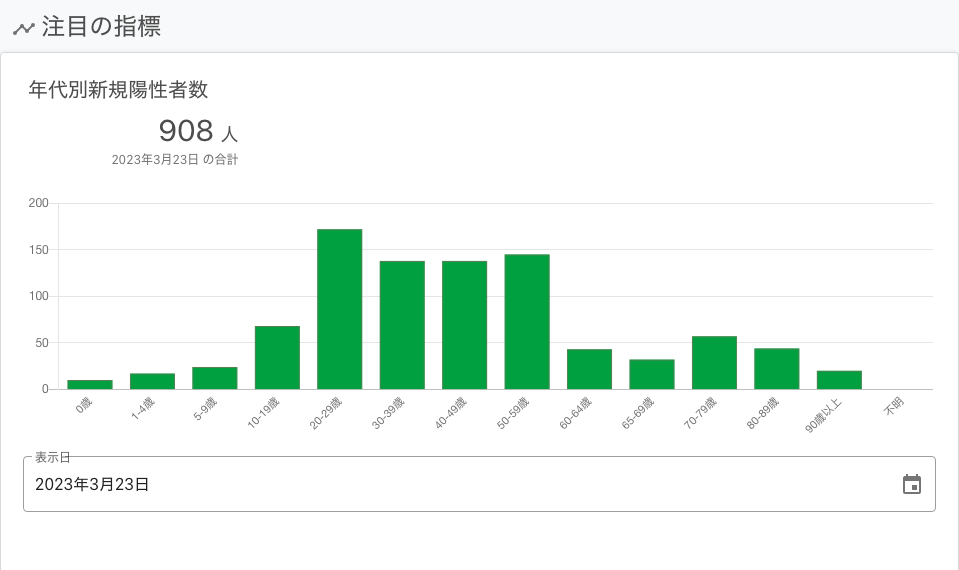 注目の指標
年代別新規陽性者数
908 人
2023年3月23日 の合計
200
150
100
50
0
0歳
1-4歳
5-9歳
10-19歳
20-29歳
30-39歳
40-49歳
50-59歳
60-64歳
65-69歳
70-79歳
80-89歳
90歳以上
不明
表示日
2023年3月23日